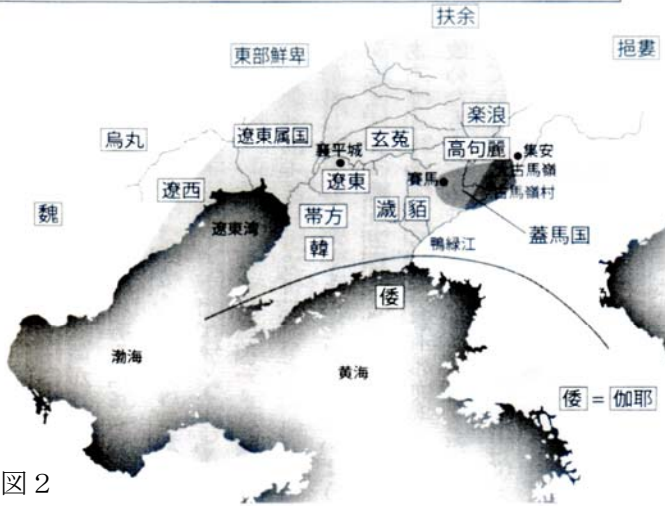 扶余
東部鮮卑
挹婁
楽浪
烏丸
遼東属国
玄菟
襄平城
高句麗
集安
遼東
賽馬
大古馬嶺
古馬嶺村
遼西
魏
帯方
濊貊
蓋馬国
遼東湾
韓
鴨緑江
倭
渤海
黄海
倭=伽耶
図2